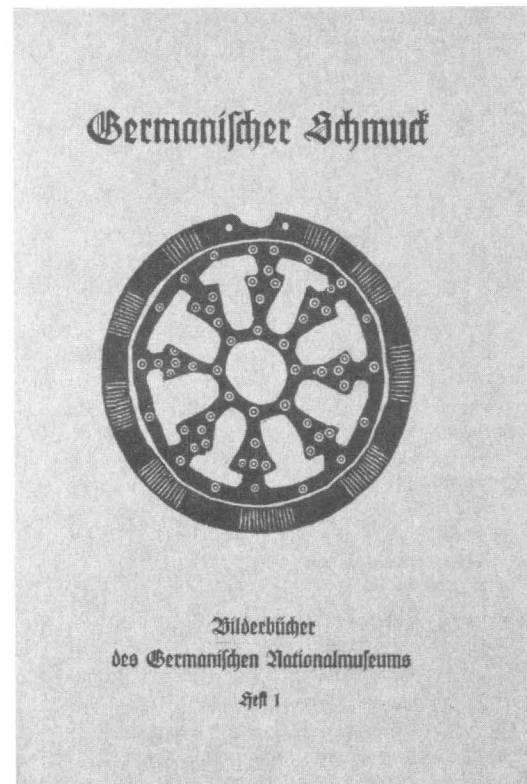 Germaniſcher Schmuck
Bilderbücher
des Germaniſchen Nationalmuſeums
Heft 1